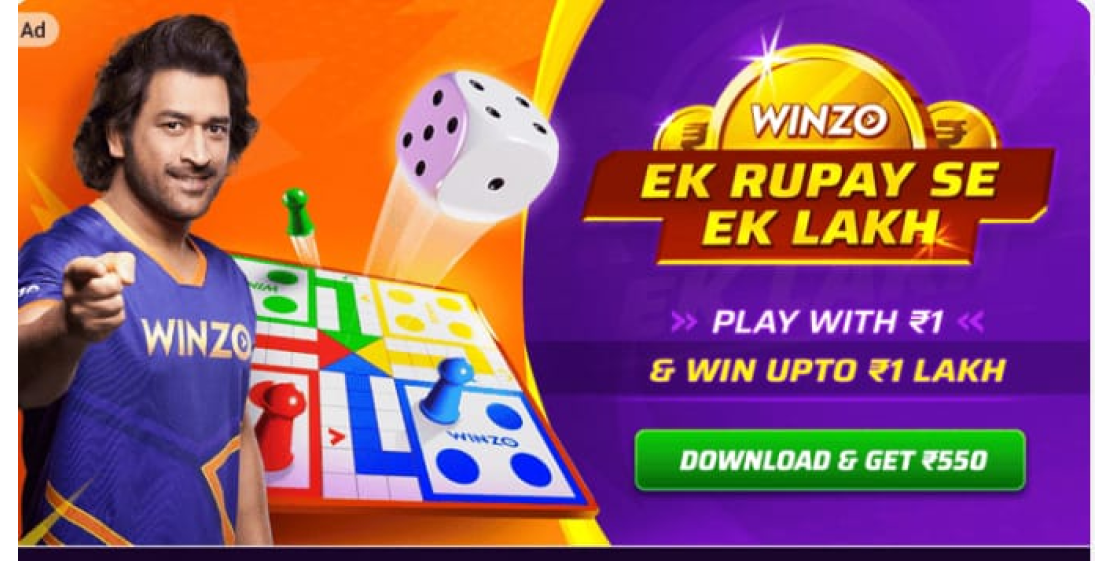 Ad
WINZO
EK RUPAY SE
EK LAKH
PLAY WITH ₹1
& WIN UPTO ₹1 LAKH
DOWNLOAD & GET ₹550
WINZO
WINZO